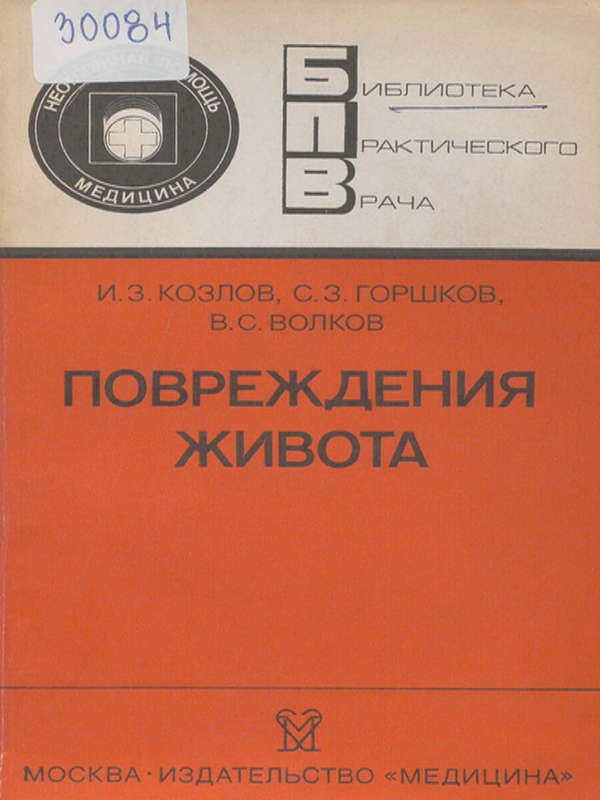 30084
НЕОТЛОЖНАЯ ПОМОЩЬ
МЕДИЦИНА
БИБЛИОТЕКА
ПРАКТИЧЕСКОГО
ВРАЧА
И. З. КОЗЛОВ, С. З. ГОРШКОВ,
В. С. ВОЛКОВ
ПОВРЕЖДЕНИЯ
ЖИВОТА
МОСКВА · ИЗДАТЕЛЬСТВО «МЕДИЦИНА»